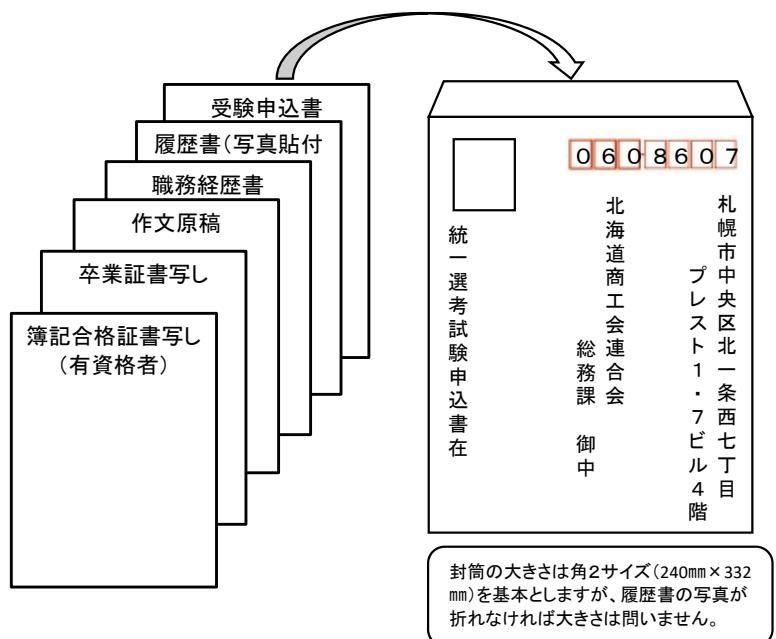 受験申込書
履歴書(写真貼付
職務経歴書
作文原稿
卒業証書写し
簿記合格証書写し
(有資格者)
060-8607
札幌市中央区北一条西七丁目
プレスト1・7ビル4階
北海道商工会連合会
総務課 御中
統一選考試験申込書在
封筒の大きさは角2サイズ(240㎜×332
㎜)を基本としますが、履歴書の写真が
折れなければ大きさは問いません。